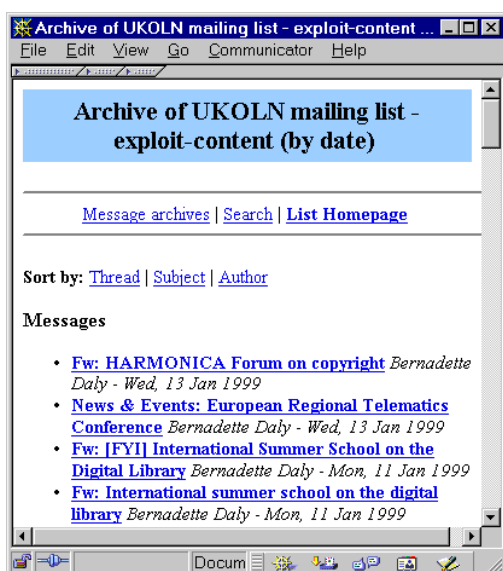 Archive of UKOLN mailing list - exploit-content ...
File Edit View Go Communicator Help
Archive of UKOLN mailing list -
exploit-content (by date)
Message archives | Search | List Homepage
Sort by: Thread | Subject | Author
Messages
• Fw: HARMONICA Forum on copyright Bernadette
Daly - Wed, 13 Jan 1999
• News & Events: European Regional Telematics
Conference Bernadette Daly - Wed, 13 Jan 1999
• Fw: [FYI] International Summer School on the
Digital Library Bernadette Daly - Mon, 11 Jan 1999
• Fw: International summer school on the digital
library Bernadette Daly - Mon, 11 Jan 1999
Docum